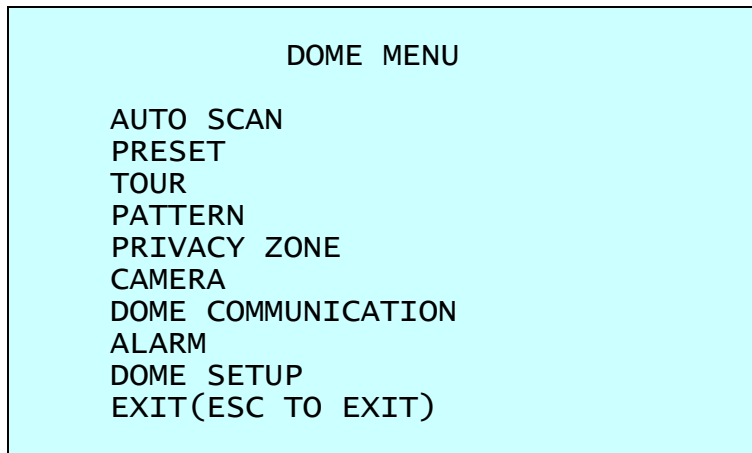 DOME MENU
AUTO SCAN
PRESET
TOUR
PATTERN
PRIVACY ZONE
CAMERA
DOME COMMUNICATION
ALARM
DOME SETUP
EXIT(ESC TO EXIT)